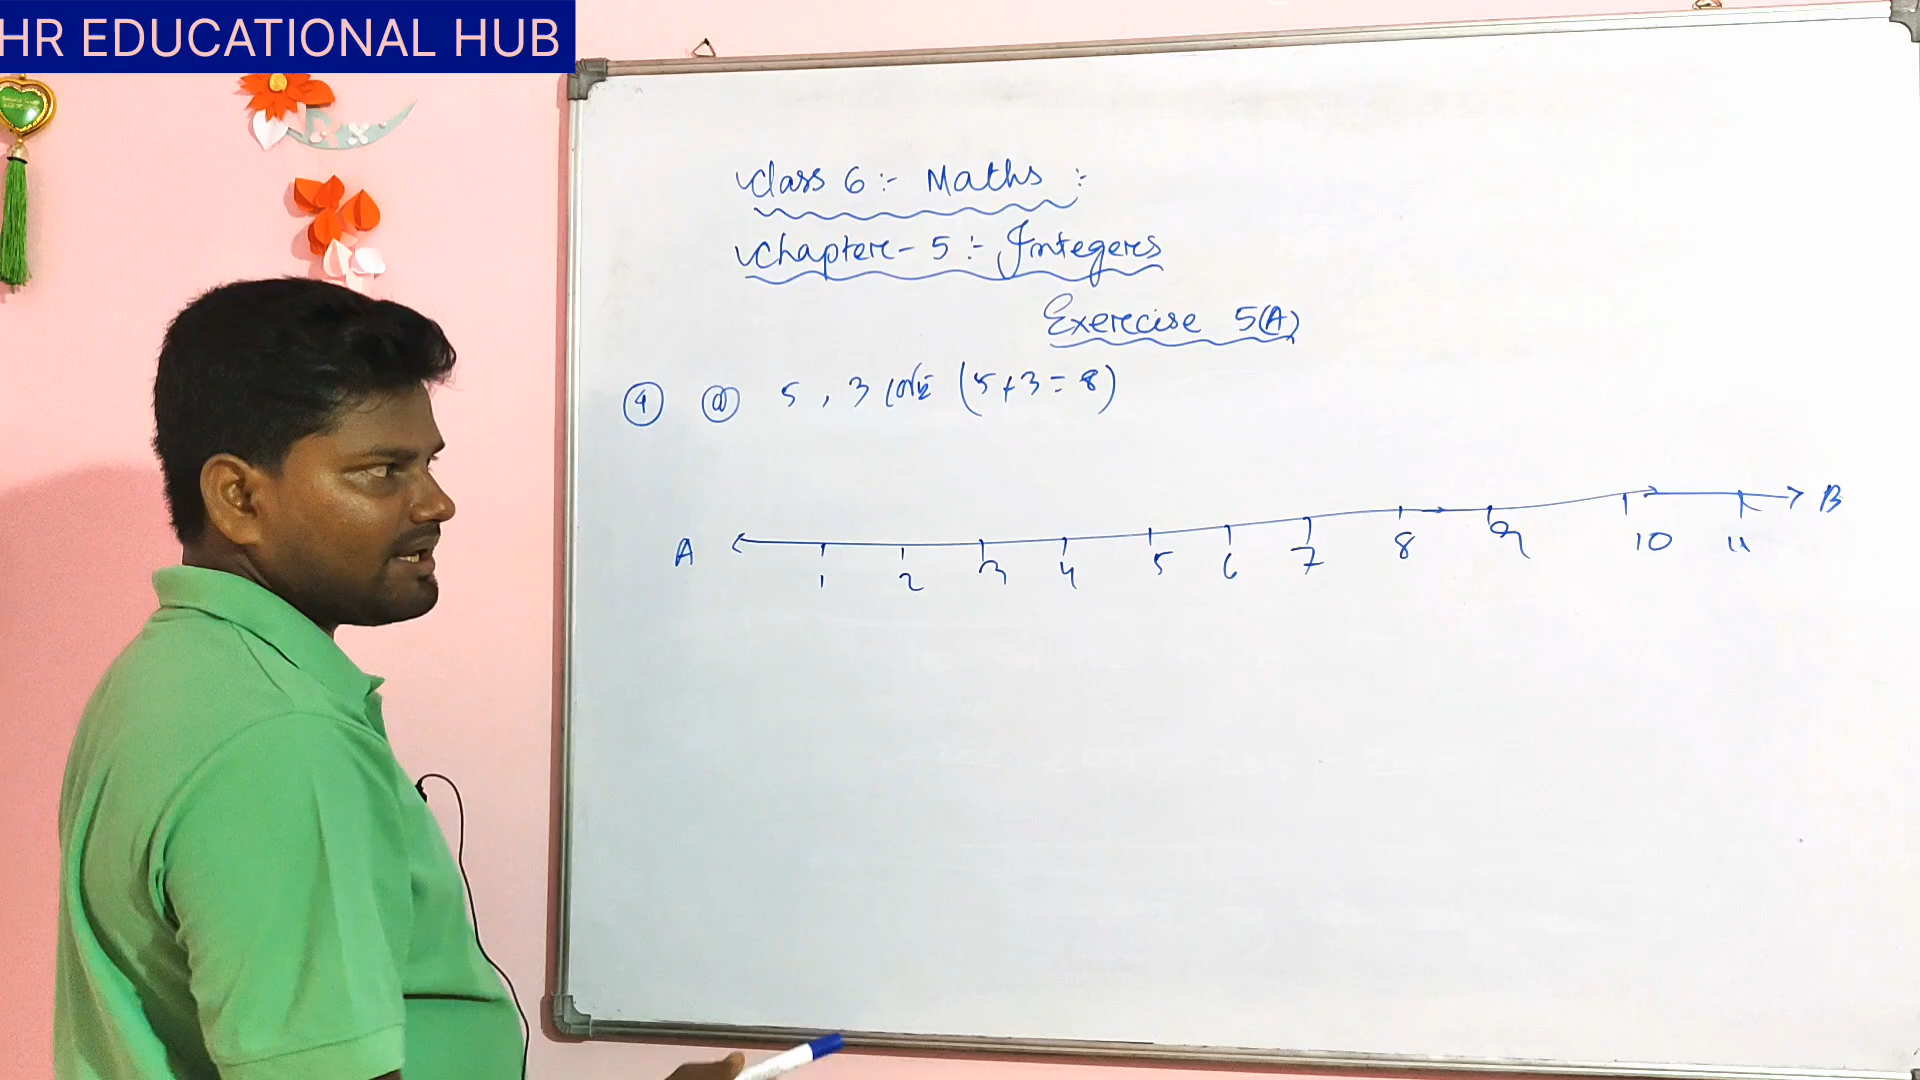 HR EDUCATIONAL HUB
Class 6 :- Maths :-
Chapter - 5 :- Integers
Exercise 5(A)
4 a 5 , 3 (5+3=8)
A 1 2 3 4 5 6 7 8 9 10 11 B